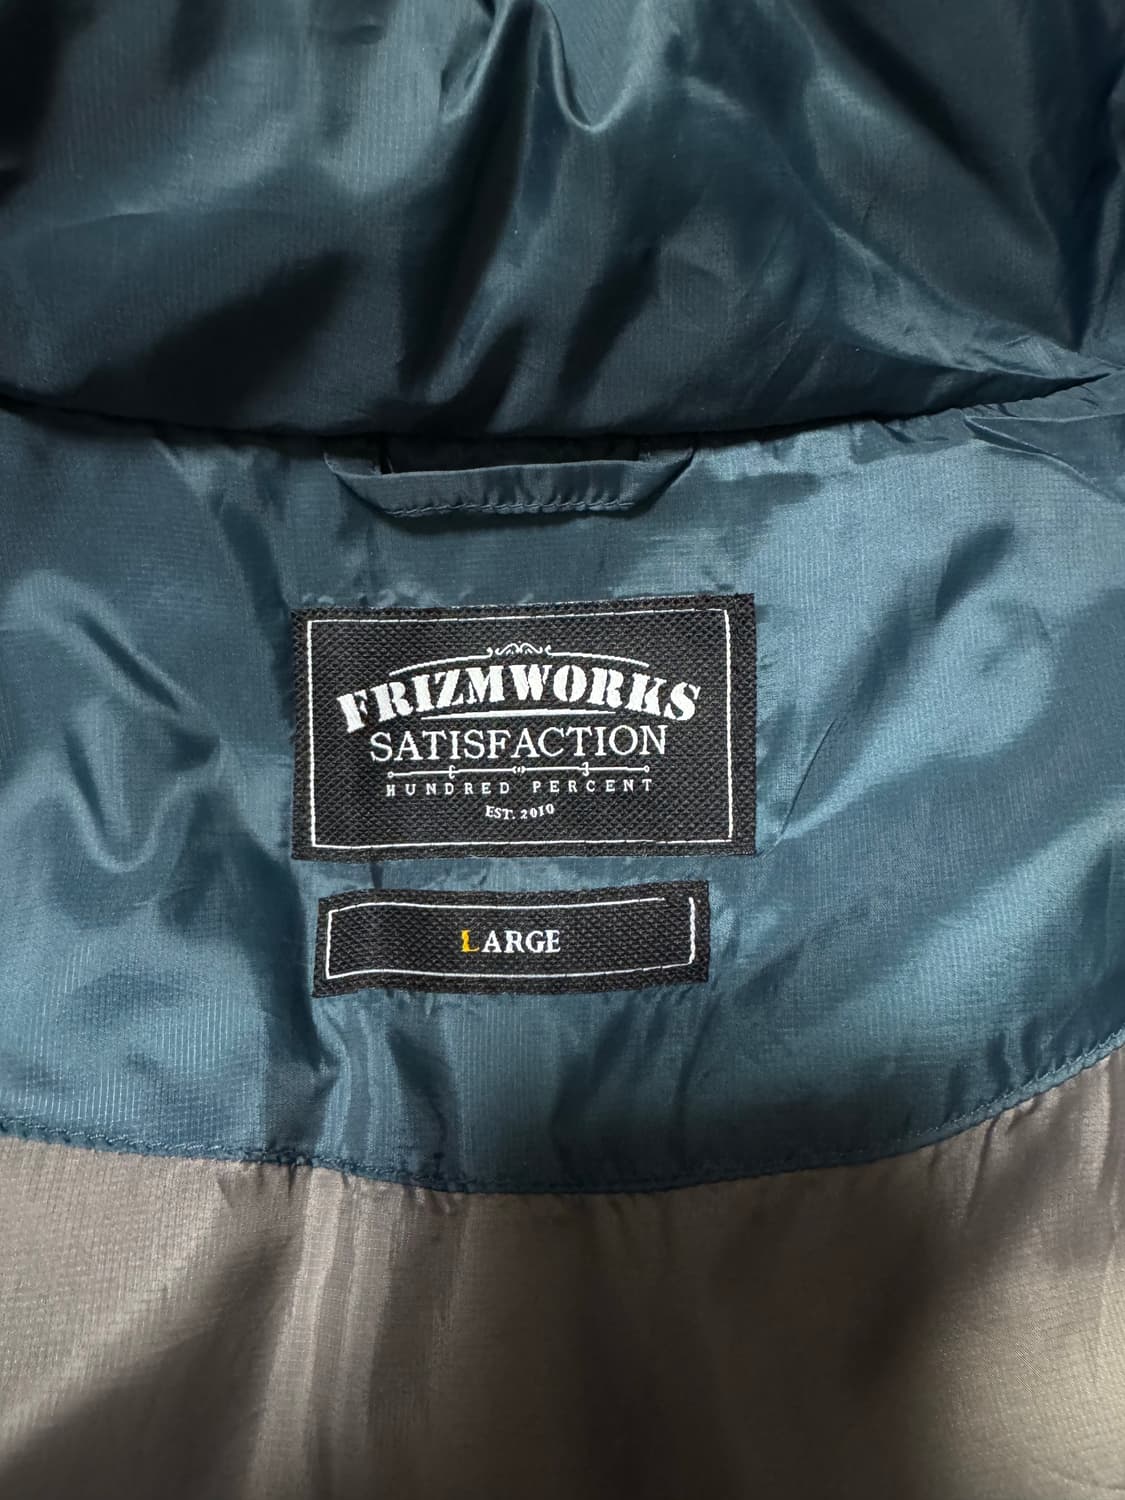 FRIZMWORKS
SATISFACTION
HUNDRED PERCENT
EST. 2010
LARGE